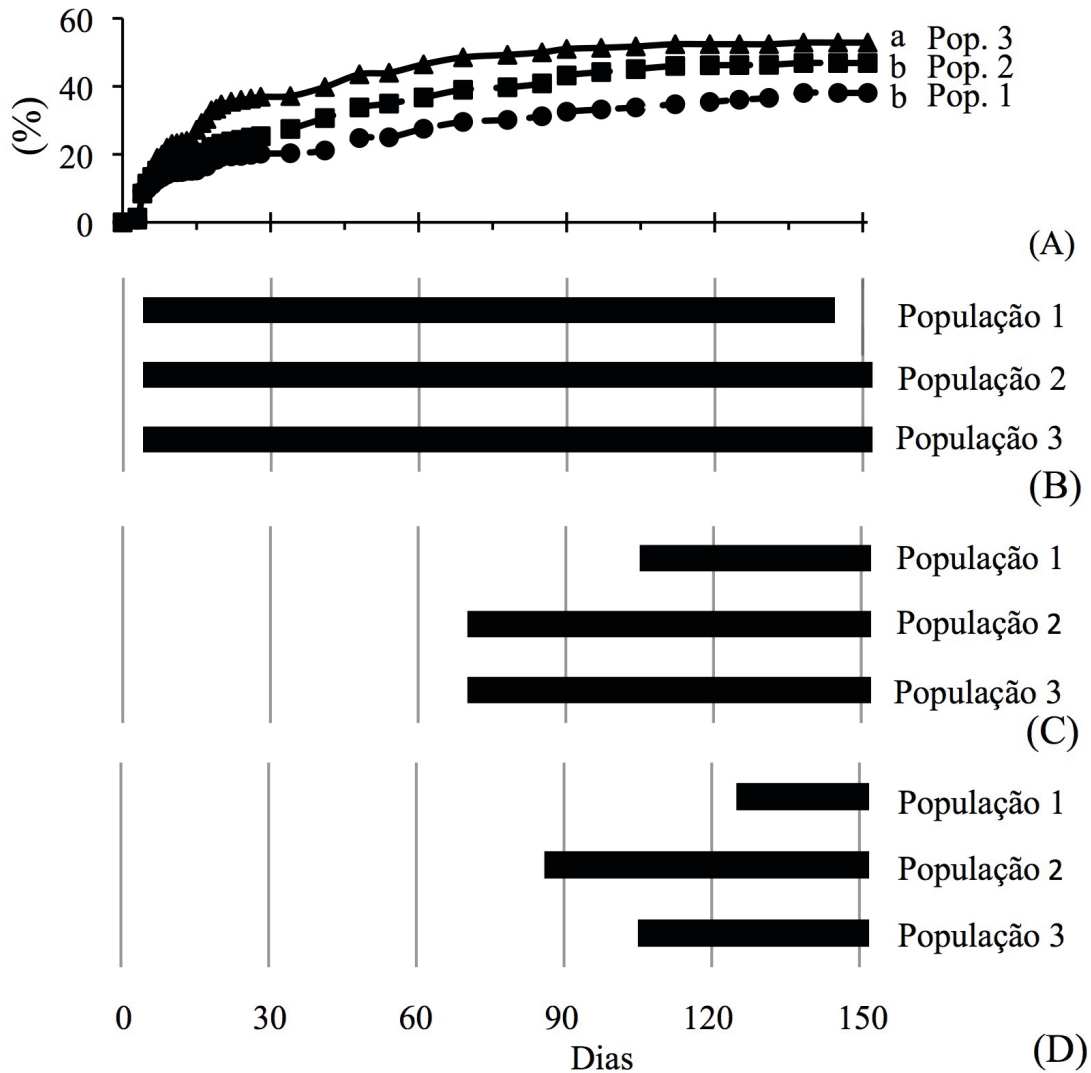 60
a Pop. 3
b Pop. 2
40
b Pop. 1
(%)
20
0
(A)
População 1
População 2
População 3
(B)
População 1
População 2
População 3
(C)
População 1
População 2
População 3
0 30 60 90 120 150
Dias
(D)